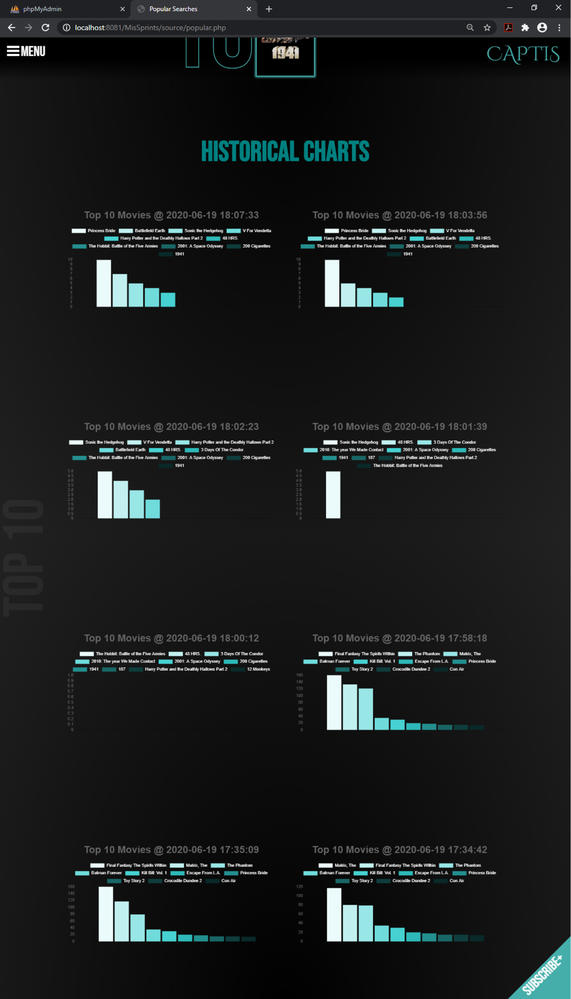 phpMyAdmin
Popular Searches
localhost:8081/MisSprints/source/popular.php
MENU
10
1941
CAPTIS
HISTORICAL CHARTS
Top 10 Movies @ 2020-06-19 18:07:33
Princess Bride Battlefield Earth Sonic the Hedgehog V For Vendetta
Harry Potter and the Deathly Hallows Part 2 48 HRS.
The Hobbit: Battle of the Five Armies 2001: A Space Odyssey 200 Cigarettes
1941
10
9
8
7
6
5
4
3
2
1
0
Top 10 Movies @ 2020-06-19 18:03:56
Princess Bride Sonic the Hedgehog V For Vendetta
Harry Potter and the Deathly Hallows Part 2 Battlefield Earth 48 HRS.
The Hobbit: Battle of the Five Armies 2001: A Space Odyssey 200 Cigarettes
1941
10
9
8
7
6
5
4
3
2
1
0
Top 10 Movies @ 2020-06-19 18:02:23
Sonic the Hedgehog V For Vendetta Harry Potter and the Deathly Hallows Part 2
Battlefield Earth 48 HRS. 3 Days Of The Condor
The Hobbit: Battle of the Five Armies 2001: A Space Odyssey 200 Cigarettes
1941
5.0
4.5
4.0
3.5
3.0
2.5
2.0
1.5
1.0
0.5
0
Top 10 Movies @ 2020-06-19 18:01:39
Sonic the Hedgehog 48 HRS. 3 Days Of The Condor
2010: The year We Made Contact 2001: A Space Odyssey 200 Cigarettes
1941 187 Harry Potter and the Deathly Hallows Part 2
The Hobbit: Battle of the Five Armies
5.0
4.5
4.0
3.5
3.0
2.5
2.0
1.5
1.0
0.5
0
TOP 10
Top 10 Movies @ 2020-06-19 18:00:12
The Hobbit: Battle of the Five Armies 48 HRS. 3 Days Of The Condor
2010: The year We Made Contact 2001: A Space Odyssey 200 Cigarettes
1941 187 Harry Potter and the Deathly Hallows Part 2 12 Monkeys
1.0
0.9
0.8
0.7
0.6
0.5
0.4
0.3
0.2
0.1
0
Top 10 Movies @ 2020-06-19 17:58:18
Final Fantasy The Spirits Within The Phantom Matrix, The
Batman Forever Kill Bill: Vol. 1 Escape From L.A. Princess Bride
Toy Story 2 Crocodile Dundee 2 Con Air
160
140
120
100
80
60
40
20
0
Top 10 Movies @ 2020-06-19 17:35:09
Final Fantasy The Spirits Within Matrix, The The Phantom
Batman Forever Kill Bill: Vol. 1 Escape From L.A. Princess Bride
Toy Story 2 Crocodile Dundee 2 Con Air
160
140
120
100
80
60
40
20
0
Top 10 Movies @ 2020-06-19 17:34:42
Matrix, The Final Fantasy The Spirits Within The Phantom
Batman Forever Kill Bill: Vol. 1 Escape From L.A. Princess Bride
Toy Story 2 Crocodile Dundee 2 Con Air
120
100
80
60
40
20
0
SUBSCRIBE+